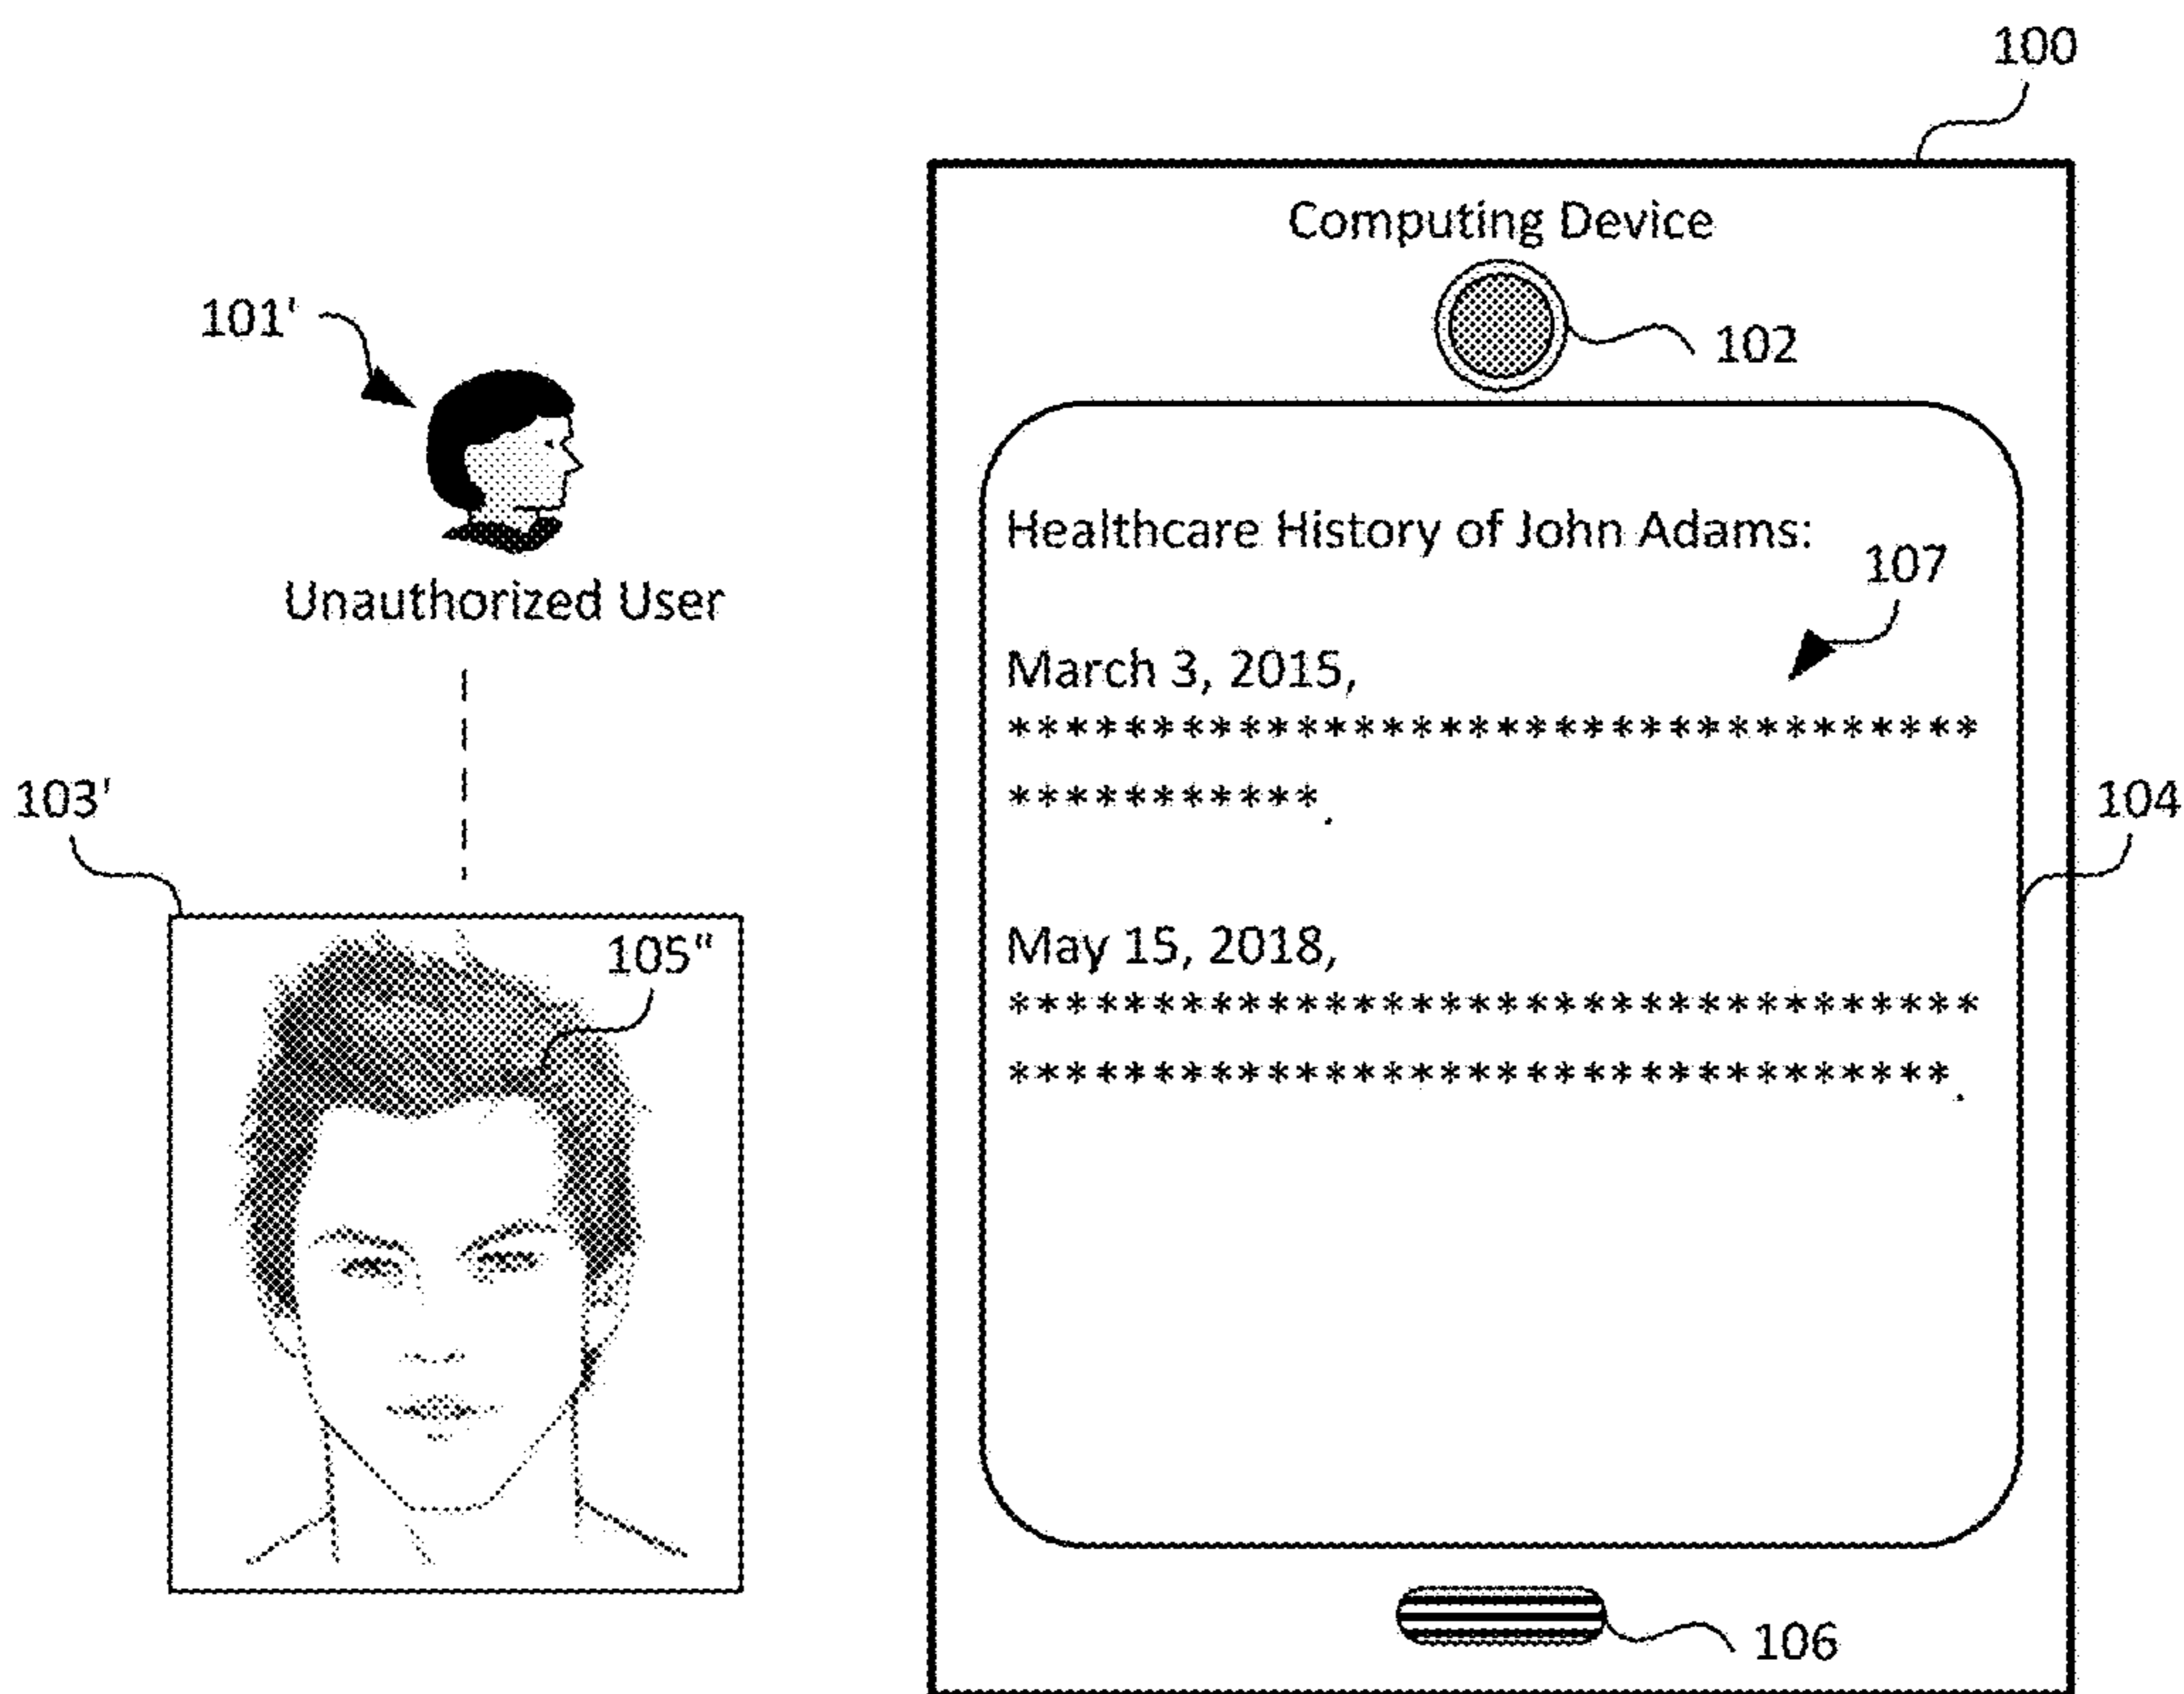 100
Computing Device
101'
102
Unauthorized User
Healthcare History of John Adams:
107
March 3, 2015,
**********************************
***********.
103'
104
105"
May 15, 2018,
**********************************
*********************************.
106